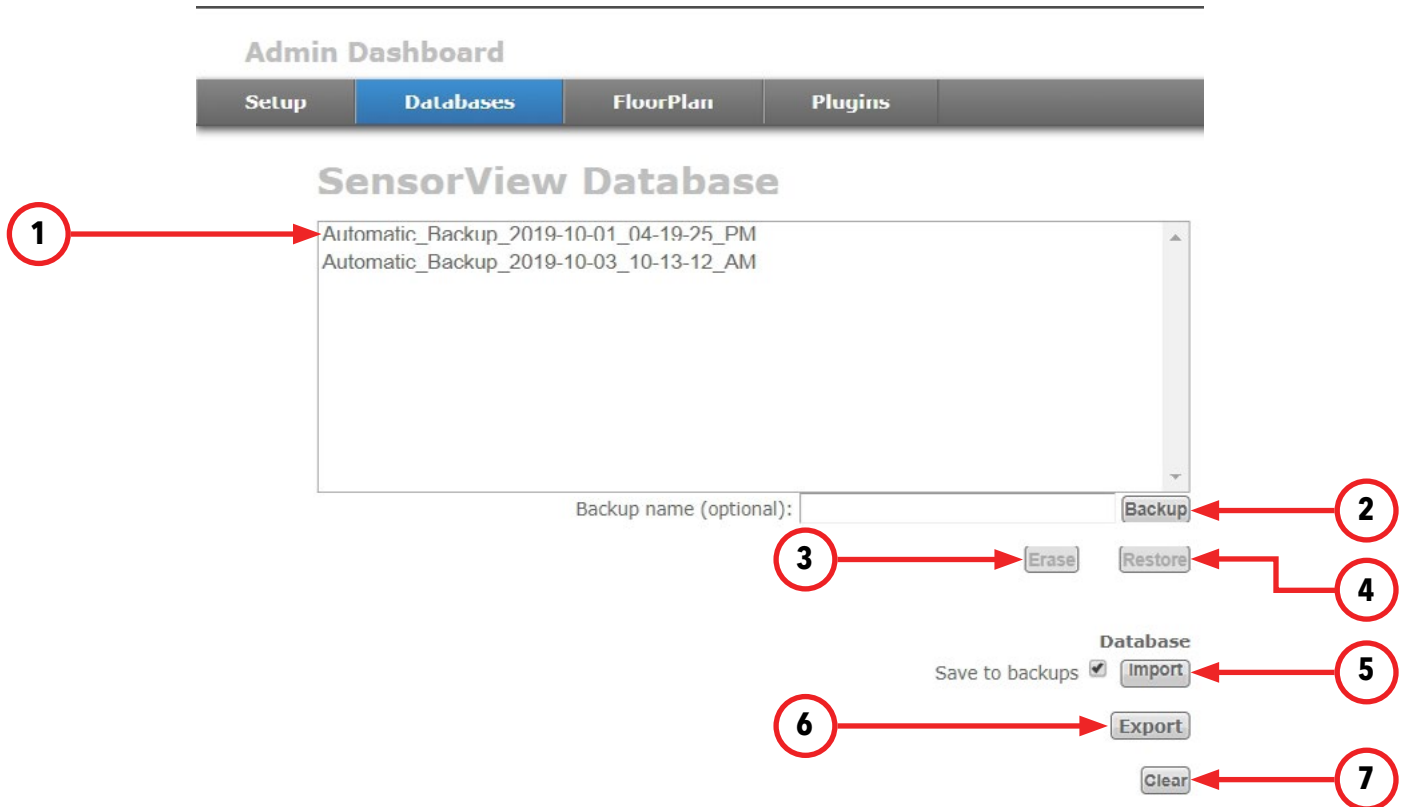 Admin Dashboard
Setup Databases FloorPlan Plugins
SensorView Database
1
Automatic_Backup_2019-10-01_04-19-25_PM
Automatic_Backup_2019-10-03_10-13-12_AM
Backup name (optional): Backup 2
3 Erase Restore
4
Database
Save to backups Import 5
6 Export
Clear 7